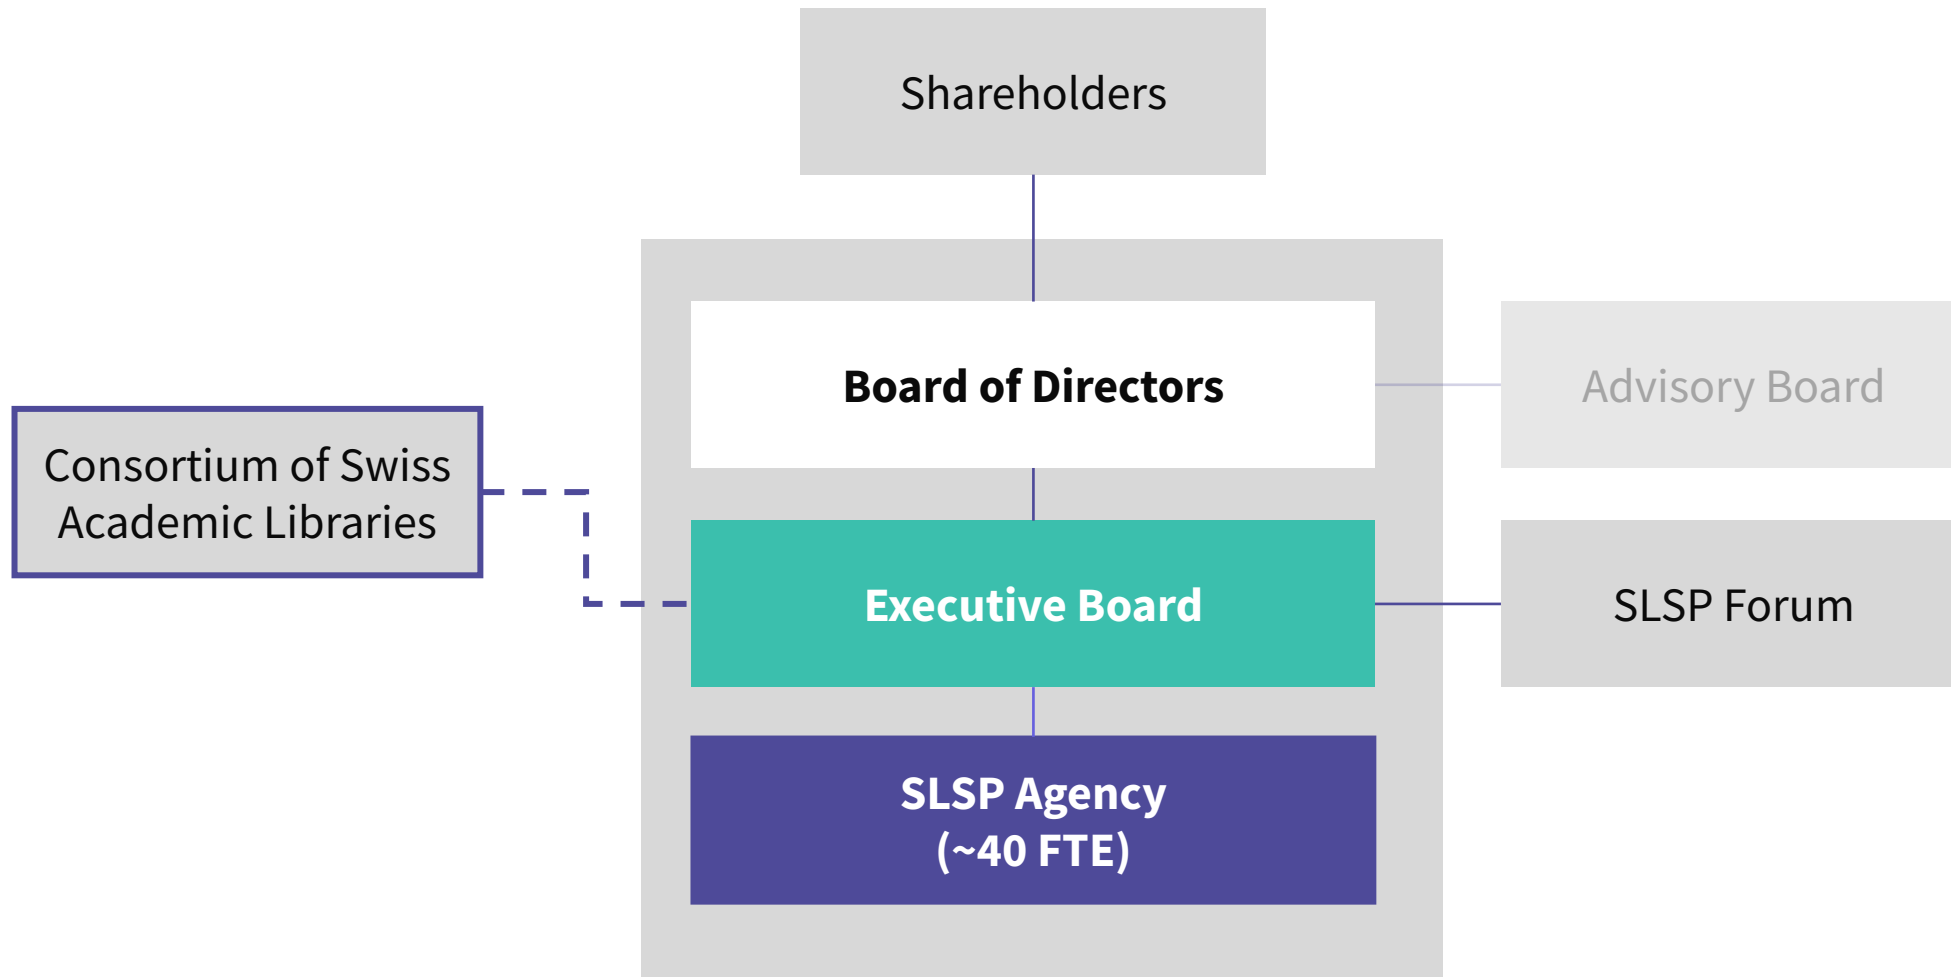 Shareholders
Board of Directors
Advisory Board
Consortium of Swiss
Academic Libraries
Executive Board
SLSP Forum
SLSP Agency
(~40 FTE)